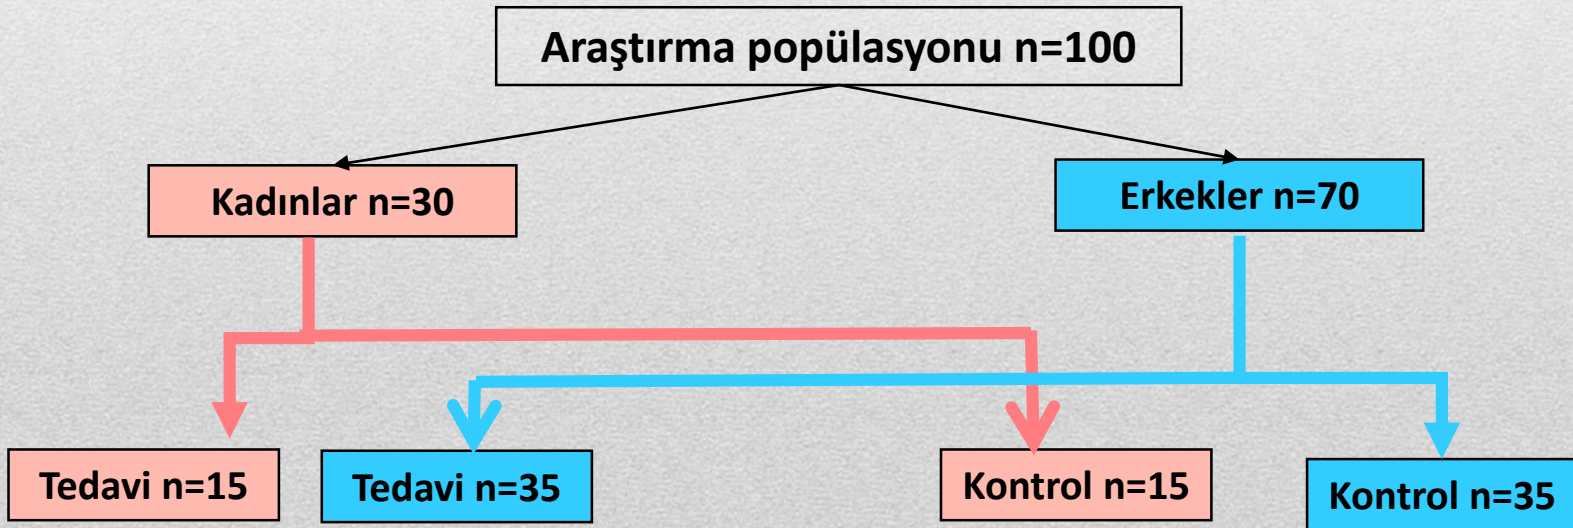 Araştırma popülasyonu n=100
Kadınlar n=30
Erkekler n=70
Tedavi n=15
Tedavi n=35
Kontrol n=15
Kontrol n=35